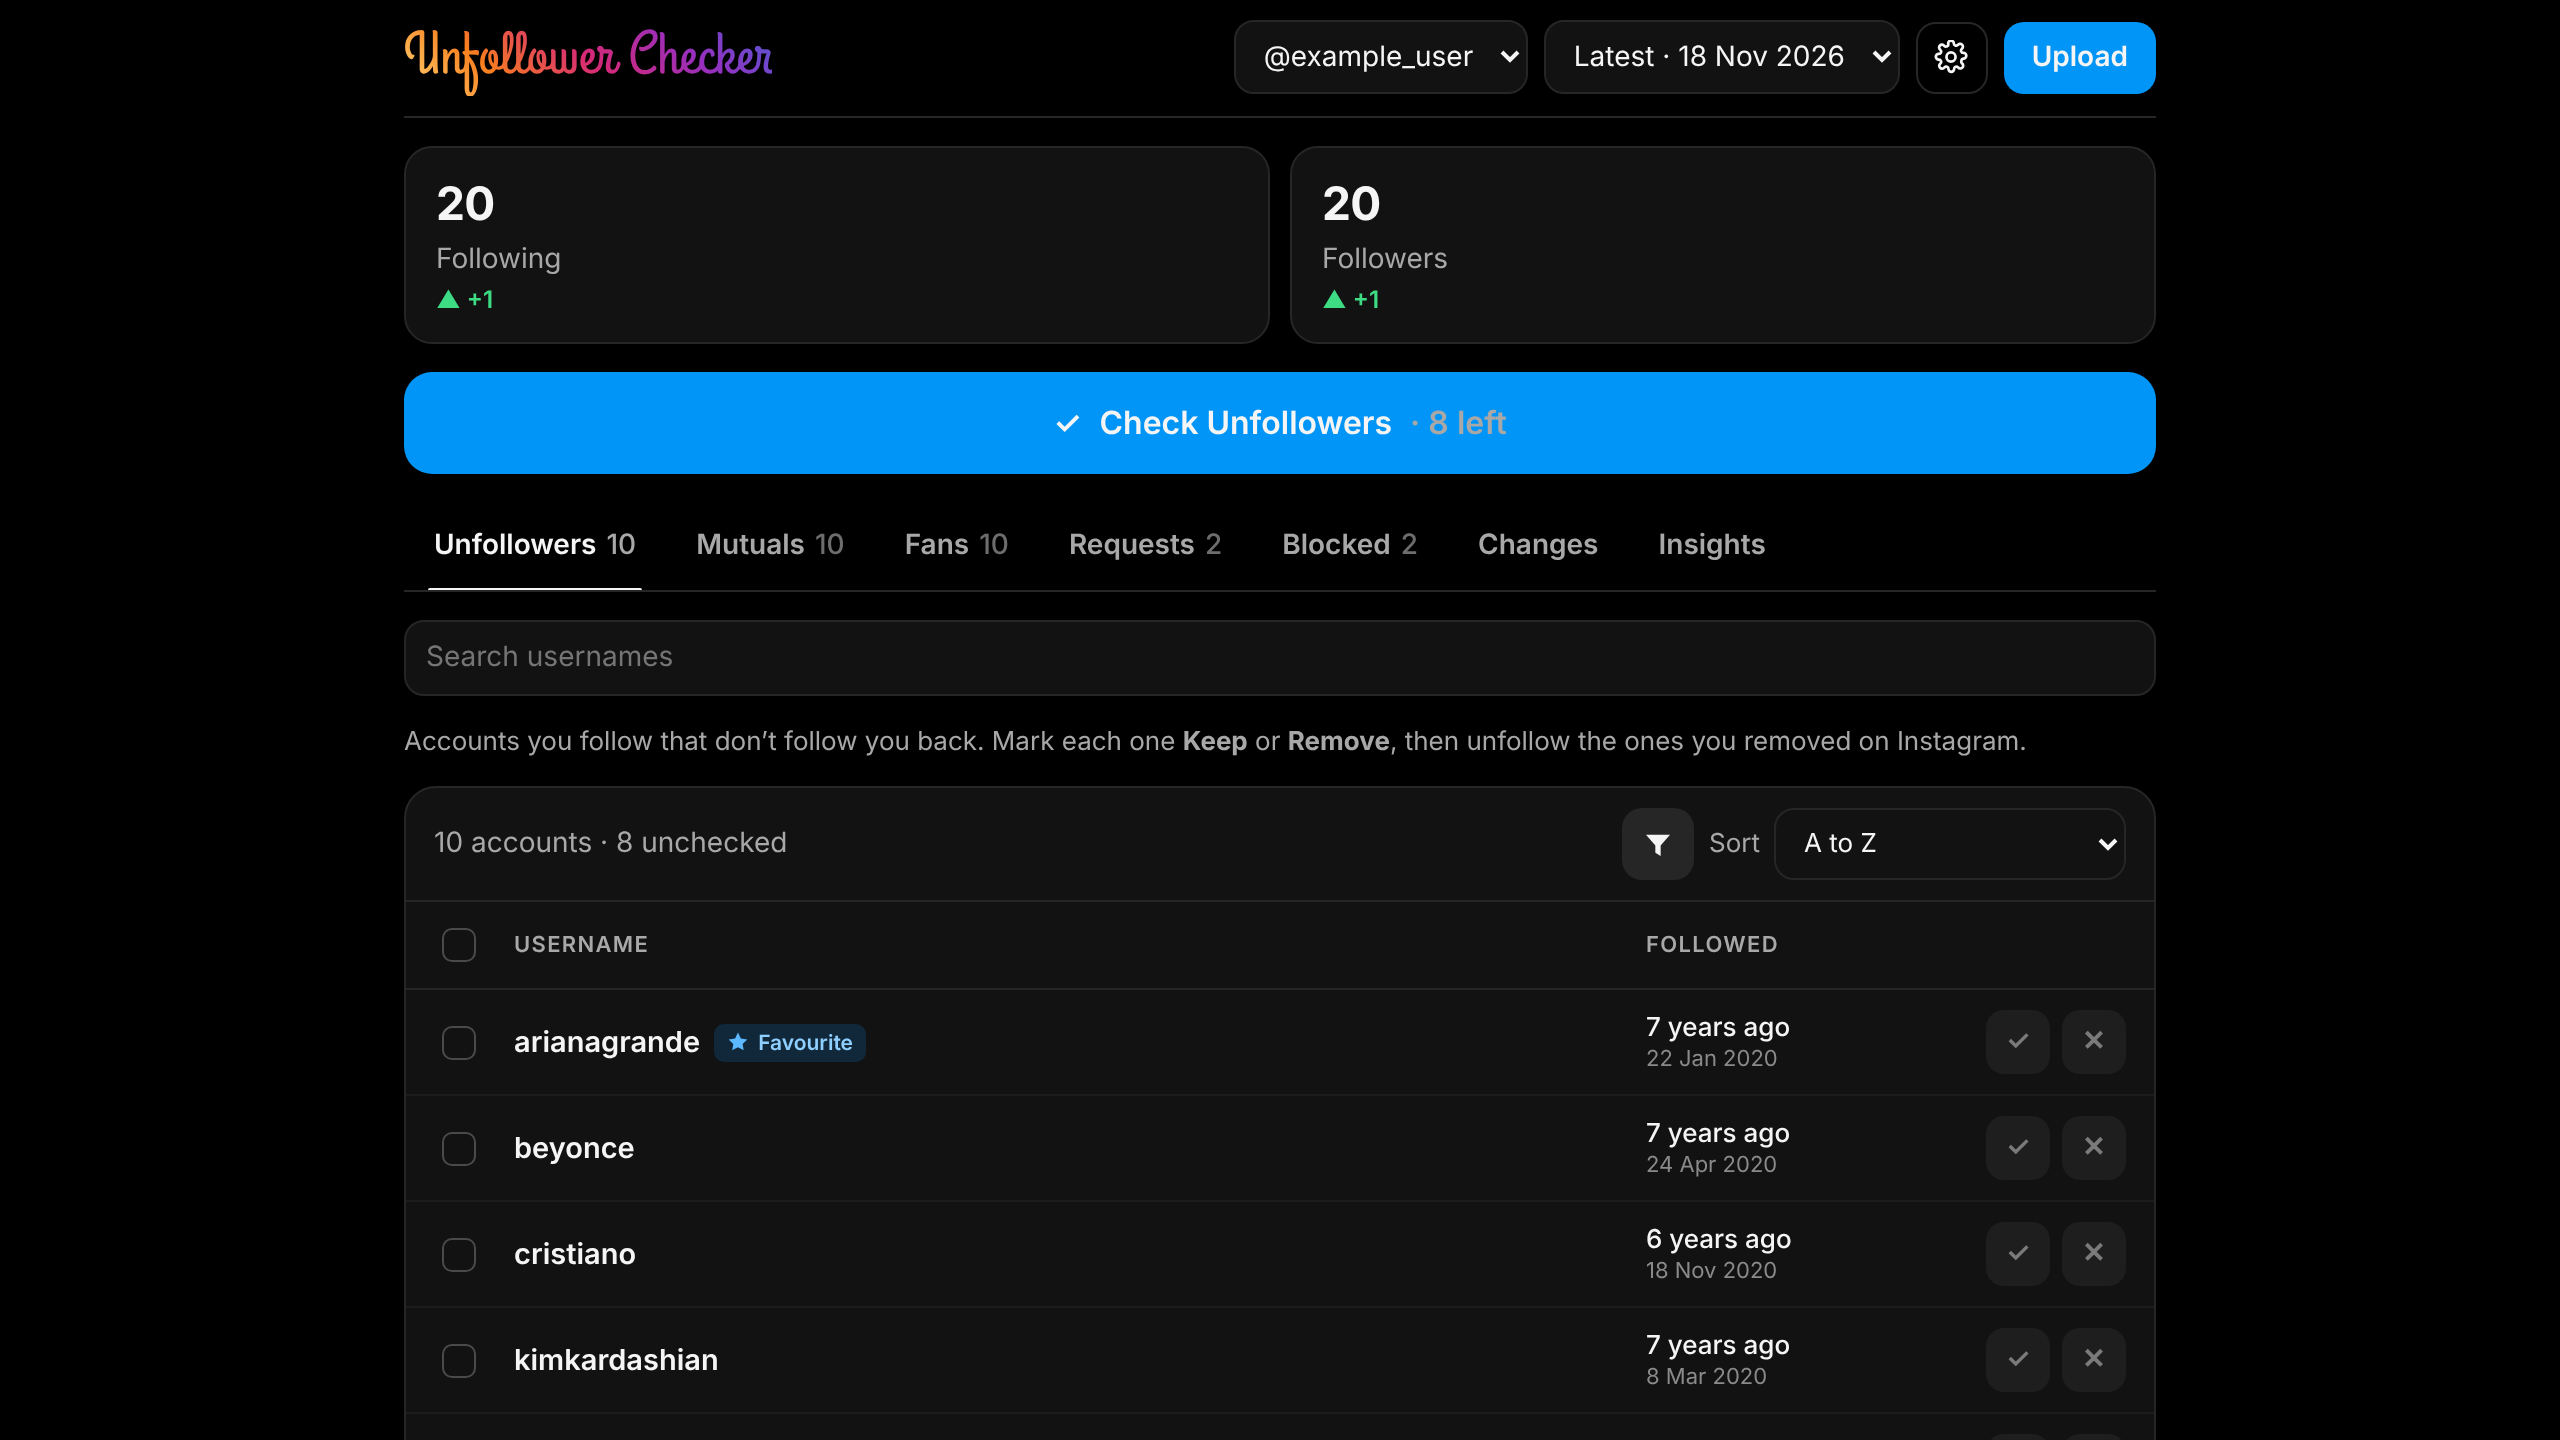 Unfollower Checker
@example_user
Latest · 18 Nov 2026
Upload
20
Following
▲ +1
20
Followers
▲ +1
✓ Check Unfollowers · 8 left
Unfollowers 10
Mutuals 10
Fans 10
Requests 2
Blocked 2
Changes
Insights
Search usernames
Accounts you follow that don’t follow you back. Mark each one Keep or Remove, then unfollow the ones you removed on Instagram.
10 accounts · 8 unchecked
Sort
A to Z
USERNAME
FOLLOWED
arianagrande
★ Favourite
7 years ago
22 Jan 2020
beyonce
7 years ago
24 Apr 2020
cristiano
6 years ago
18 Nov 2020
kimkardashian
7 years ago
8 Mar 2020